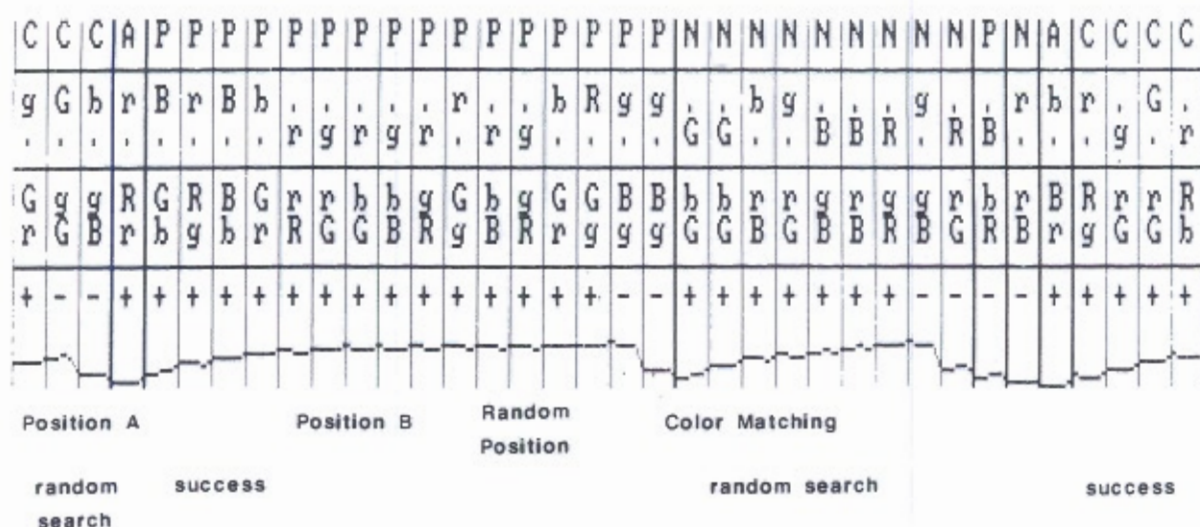 C C C A P P P P P P P P P P P P P P P P N N N N N N N N N P N A C C C C
g G b r B r B b . . . . . r . . b R g g . . b g . . . g . . r b r . G .
. . . . . . . . r g r g r . r g . . . . G G . . B B R . R B . . . g . r
G g g R G R B G r r b b g G b g G G B B b b r r g r g g r b r B R r r R
r G B r b g b r R G G B R g B R r g g g G G B G B B R B G R B r g G G b
+ - - + + + + + + + + + + + + + + + - - + + + + + + + - - - - + + + + +
Position A Position B Random Position Color Matching
random search success random search success